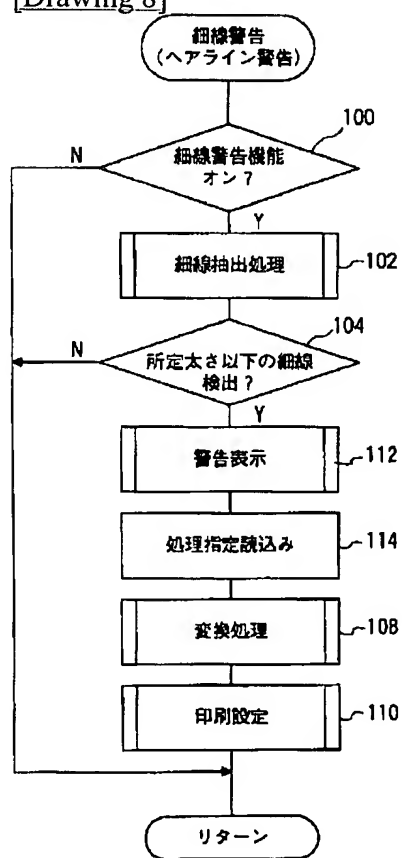 [Drawing 8]
細線警告
(ヘアライン警告)
100
N
細線警告機能
オン？
Y
細線抽出処理
102
104
N
所定太さ以下の細線
検出？
Y
警告表示
112
処理指定読込み
114
変換処理
108
印刷設定
110
リターン